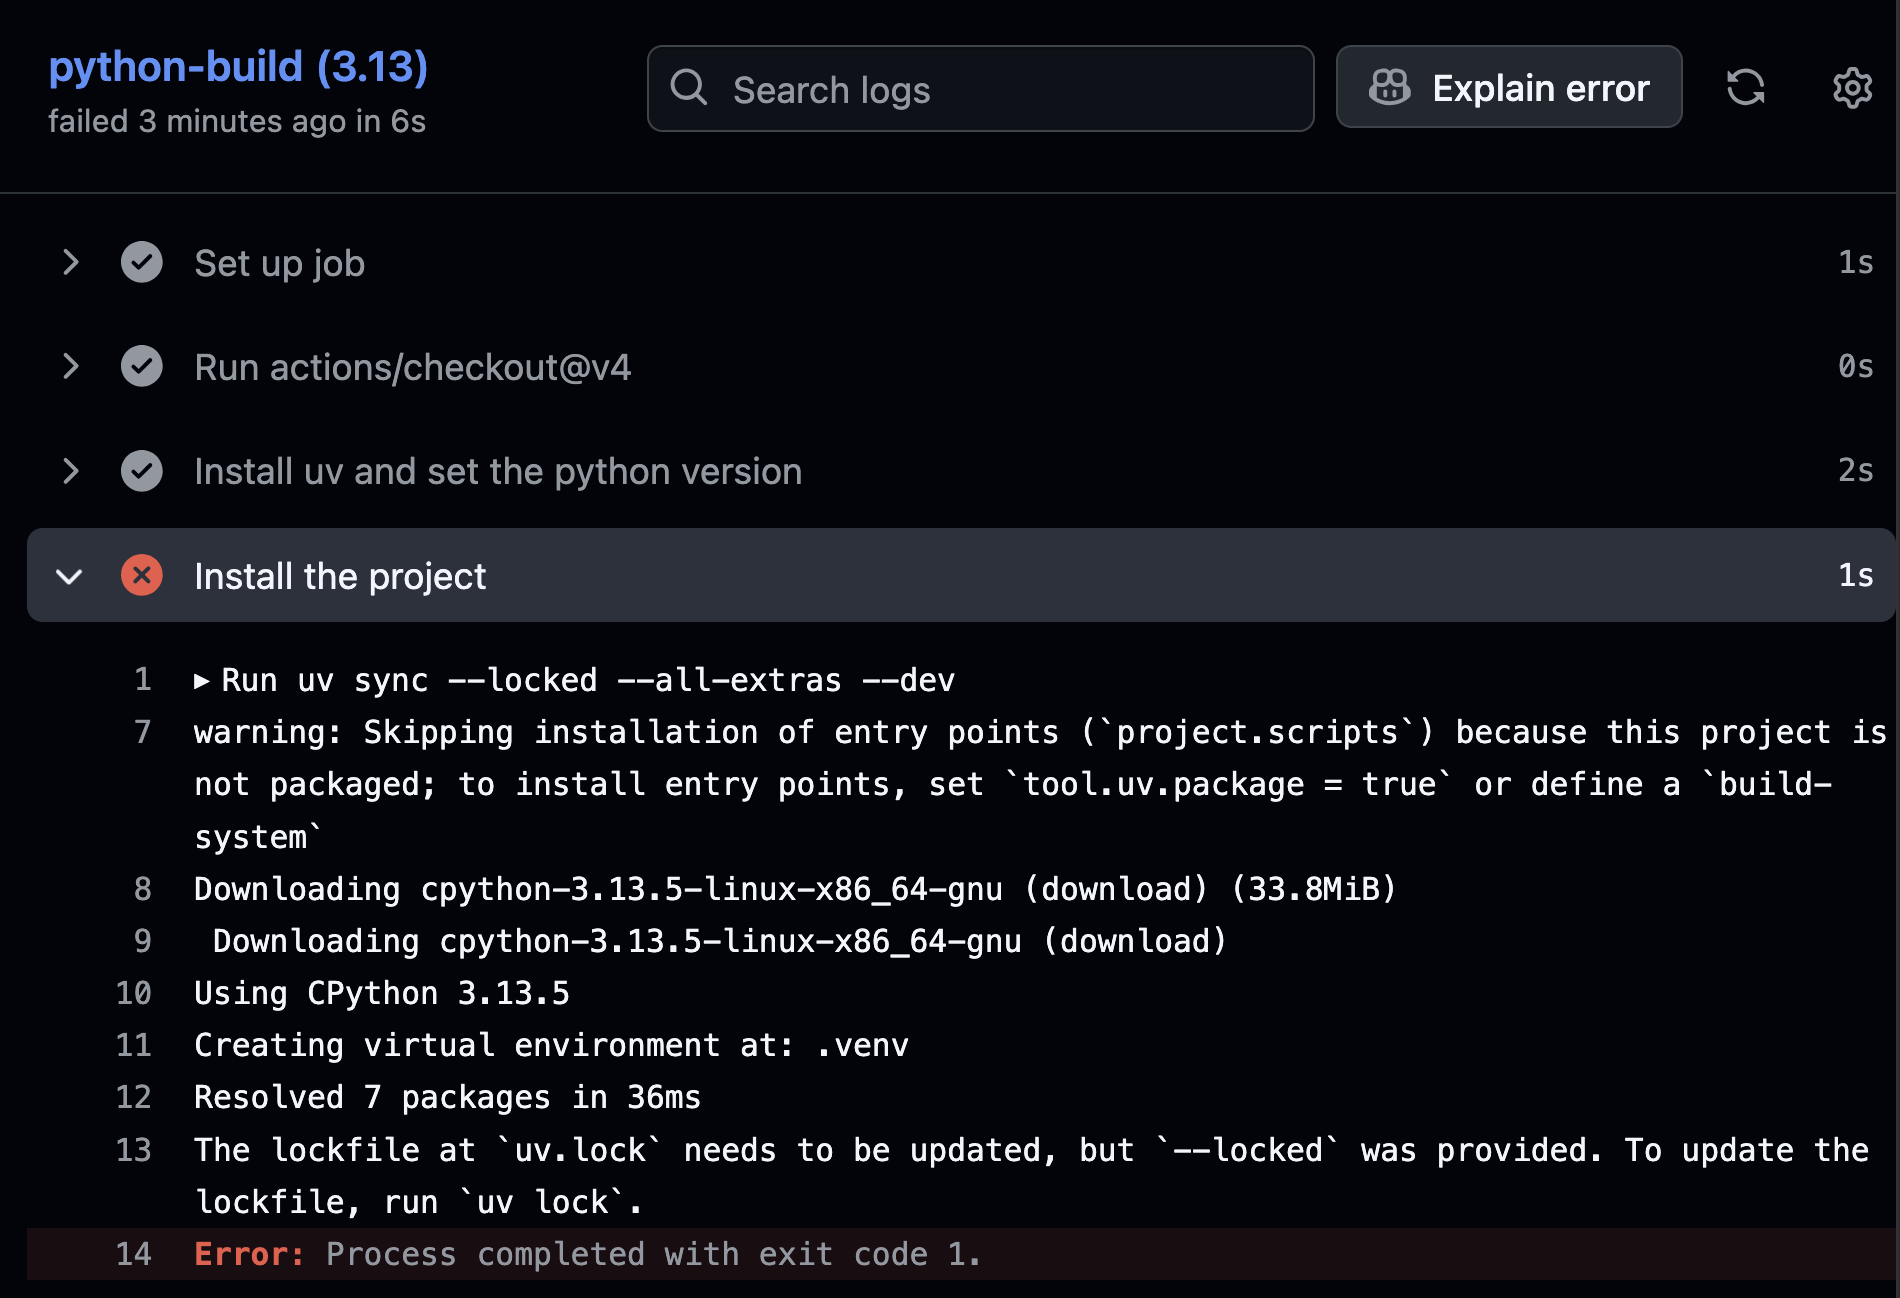 python-build (3.13)
failed 3 minutes ago in 6s
Search logs
Explain error
Set up job
1s
Run actions/checkout@v4
0s
Install uv and set the python version
2s
Install the project
1s
1 ▶ Run uv sync --locked --all-extras --dev
7 warning: Skipping installation of entry points (`project.scripts`) because this project is
not packaged; to install entry points, set `tool.uv.package = true` or define a `build-
system`
8 Downloading cpython-3.13.5-linux-x86_64-gnu (download) (33.8MiB)
9  Downloading cpython-3.13.5-linux-x86_64-gnu (download)
10 Using CPython 3.13.5
11 Creating virtual environment at: .venv
12 Resolved 7 packages in 36ms
13 The lockfile at `uv.lock` needs to be updated, but `--locked` was provided. To update the
lockfile, run `uv lock`.
14 Error: Process completed with exit code 1.